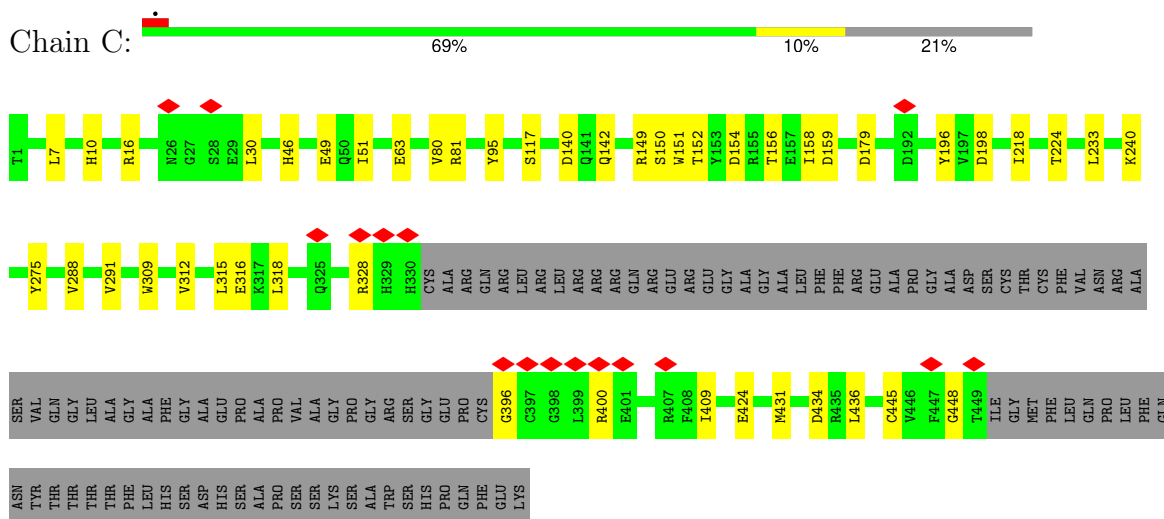 Chain C:
69% 10% 21%
T1 L7 H10 R16 N26 G27 S28 E29 L30 H46 E49 Q50 I51 E63 V80 R81 Y95 S117 D140 Q141 Q142 R149 S150 W151 T152 Y153 D154 R155 T156 E157 I158 D159 D179 D192 Y196 V197 D198 I218 T224 L233 K240
Y275 V288 V291 W309 V312 L315 E316 K317 L318 Q325 R328 H329 H330 CYS ALA ARG GLN ARG LEU ARG LEU ARG ARG ARG GLN ARG GLU ARG GLU GLY ALA GLY ALA LEU PHE PHE ARG GLU ALA PRO GLY ALA ASP SER CYS THR CYS PHE VAL ASN ARG ALA
SER VAL GLN GLY LEU ALA GLY ALA PHE GLY ALA GLU PRO ALA PRO VAL ALA GLY PRO GLY ARG SER GLY GLU PRO CYS G396 C397 G398 L399 R400 E401 R407 F408 I409 E424 M431 D434 R435 L436 C445 V446 F447 G448 T449 ILE GLY MET PHE LEU GLN PRO LEU PHE GLN
ASN TYR THR THR THR THR PHE LEU HIS SER ASP HIS SER ALA PRO SER SER LYS SER ALA TRP SER HIS PRO GLN PHE GLU LYS